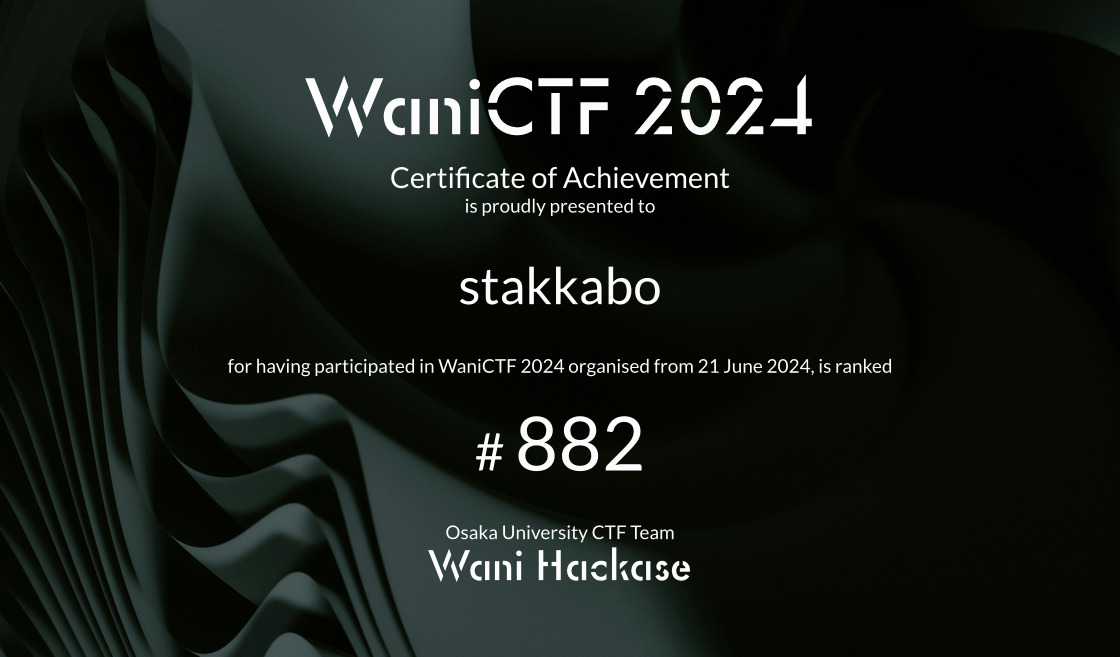 WaniCTF 2024
Certificate of Achievement
is proudly presented to
stakkabo
for having participated in WaniCTF 2024 organised from 21 June 2024, is ranked
# 882
Osaka University CTF Team
Wani Hackase